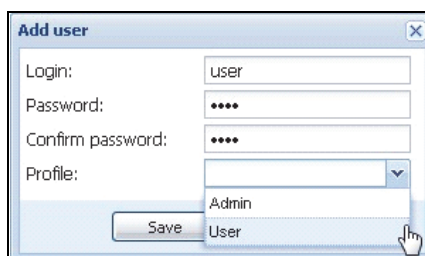 Add user
Login: user
Password: ••••
Confirm password: ••••
Profile:
Admin
Save User